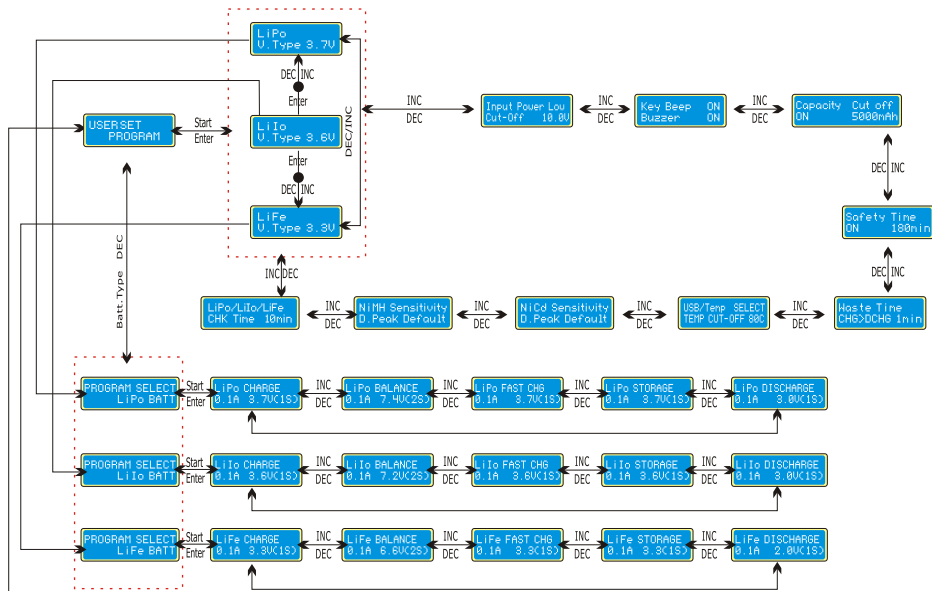 LiPo
V.Type 3.7V
DEC INC
Enter
USERSET
PROGRAM
Start
Enter
LiIo
V.Type 3.6V
Enter
DEC INC
LiFe
V.Type 3.3V
DEC/INC
INC
DEC
Input Power Low
Cut-Off 10.0V
INC
DEC
Key Beep ON
Buzzer ON
INC
DEC
Capacity Cut off
ON 5000mAh
DEC INC
Safety Time
ON 180min
DEC INC
Waste Time
CHG>DCHG 1min
INC
DEC
USB/Temp SELECT
TEMP CUT-OFF 80C
INC
DEC
NiCd Sensitivity
D.Peak Default
INC
DEC
NiMH Sensitivity
D.Peak Default
INC
DEC
LiPo/LiIo/LiFe
CHK Time 10min
INC DEC
Batt.Type DEC
PROGRAM SELECT
LiPo BATT
Start
Enter
LiPo CHARGE
0.1A 3.7V(1S)
INC
DEC
LiPo BALANCE
0.1A 7.4V(2S)
INC
DEC
LiPo FAST CHG
0.1A 3.7V(1S)
INC
DEC
LiPo STORAGE
0.1A 3.7V(1S)
INC
DEC
LiPo DISCHARGE
0.1A 3.0V(1S)
PROGRAM SELECT
LiIo BATT
Start
Enter
LiIo CHARGE
0.1A 3.6V(1S)
INC
DEC
LiIo BALANCE
0.1A 7.2V(2S)
INC
DEC
LiIo FAST CHG
0.1A 3.6V(1S)
INC
DEC
LiIo STORAGE
0.1A 3.6V(1S)
INC
DEC
LiIo DISCHARGE
0.1A 3.0V(1S)
PROGRAM SELECT
LiFe BATT
Start
Enter
LiFe CHARGE
0.1A 3.3V(1S)
INC
DEC
LiFe BALANCE
0.1A 6.6V(2S)
INC
DEC
LiFe FAST CHG
0.1A 3.3(1S)
INC
DEC
LiFe STORAGE
0.1A 3.3(1S)
INC
DEC
LiFe DISCHARGE
0.1A 2.0V(1S)